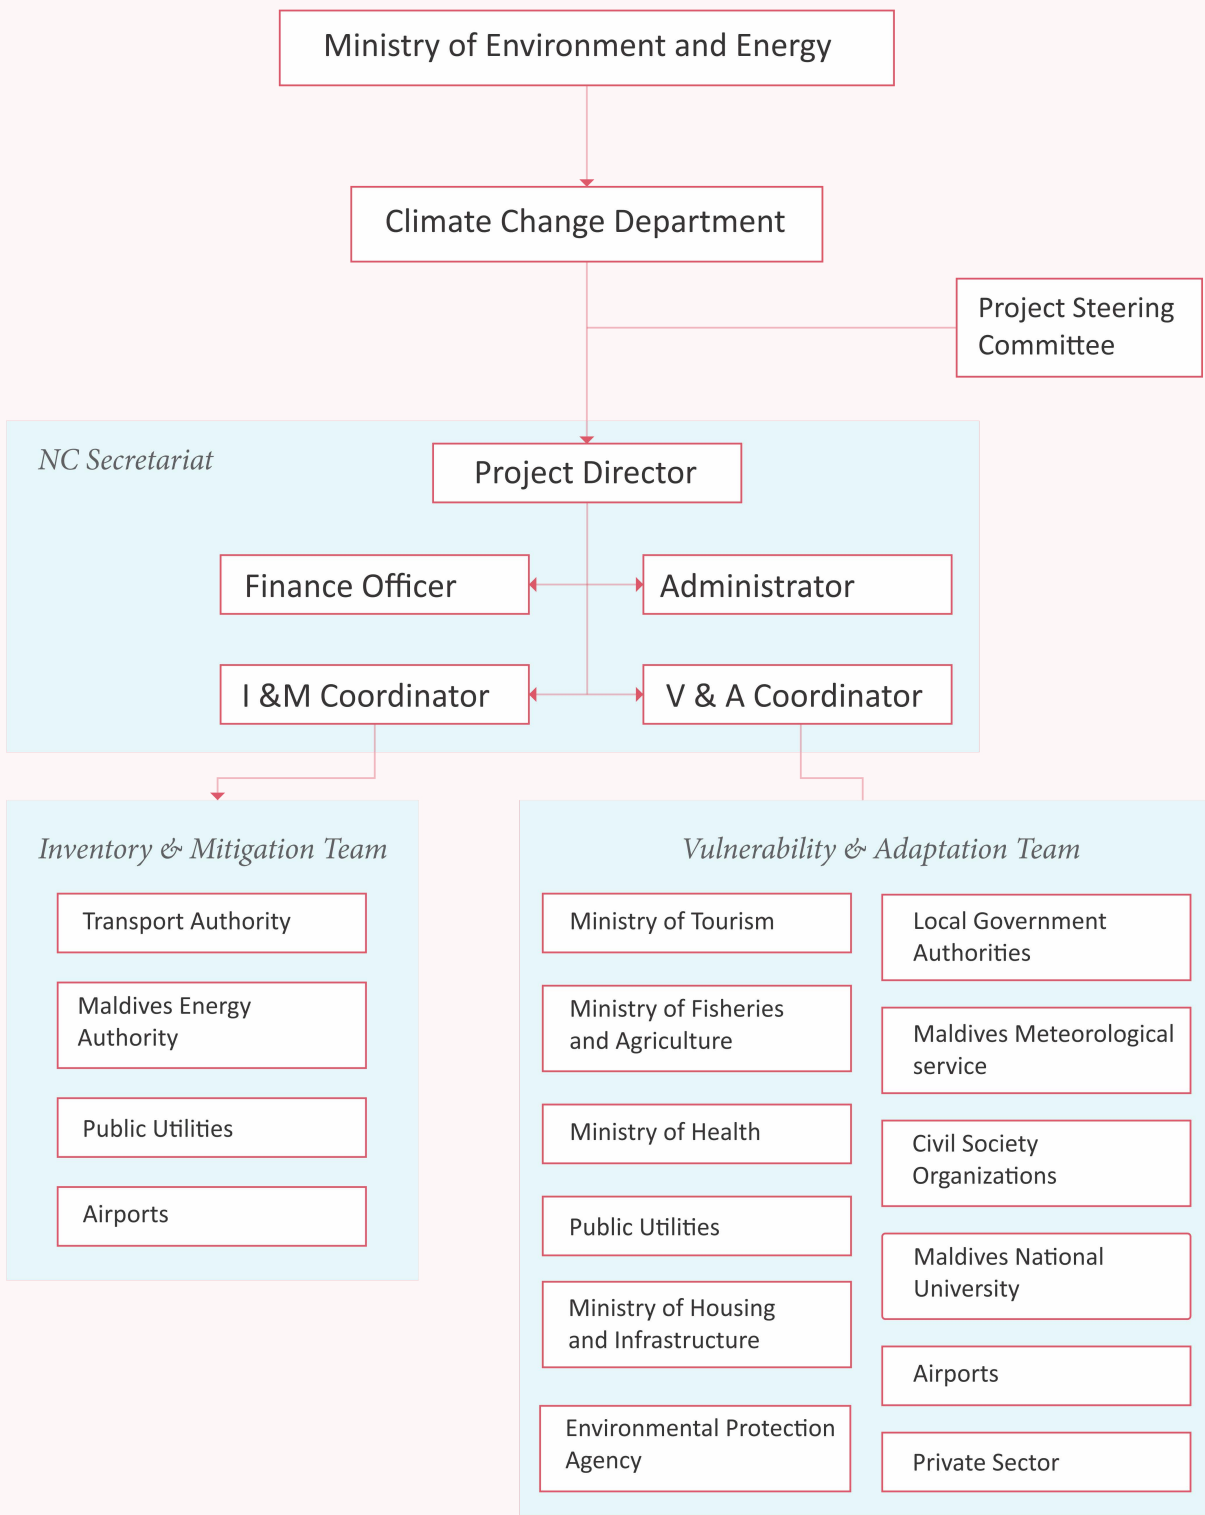 Ministry of Environment and Energy
Climate Change Department
Project Steering
Committee
NC Secretariat
Project Director
Finance Officer
Administrator
I &M Coordinator
V & A Coordinator
Inventory & Mitigation Team
Transport Authority
Maldives Energy
Authority
Public Utilities
Airports
Vulnerability & Adaptation Team
Ministry of Tourism
Ministry of Fisheries
and Agriculture
Ministry of Health
Public Utilities
Ministry of Housing
and Infrastructure
Environmental Protection
Agency
Local Government
Authorities
Maldives Meteorological
service
Civil Society
Organizations
Maldives National
University
Airports
Private Sector